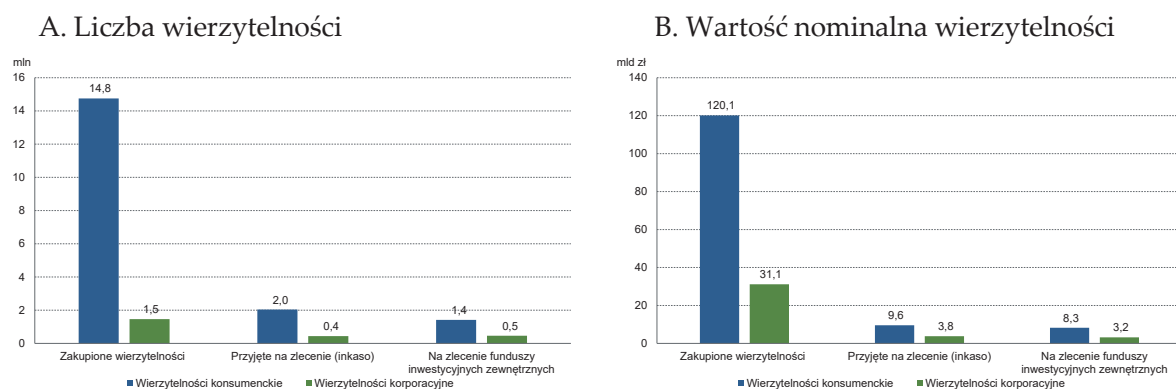 A. Liczba wierzytelności
mln
16
14
12
10
8
6
4
2
0
14,8
1,5
2,0
0,4
1,4
0,5
Zakupione wierzytelności
Przyjęte na zlecenie (inkaso)
Na zlecenie funduszy
inwestycyjnych zewnętrznych
Wierzytelności konsumenckie
Wierzytelności korporacyjne
B. Wartość nominalna wierzytelności
mld zł
140
120
100
80
60
40
20
0
120,1
31,1
9,6
3,8
8,3
3,2
Zakupione wierzytelności
Przyjęte na zlecenie (inkaso)
Na zlecenie funduszy
inwestycyjnych zewnętrznych
Wierzytelności konsumenckie
Wierzytelności korporacyjne